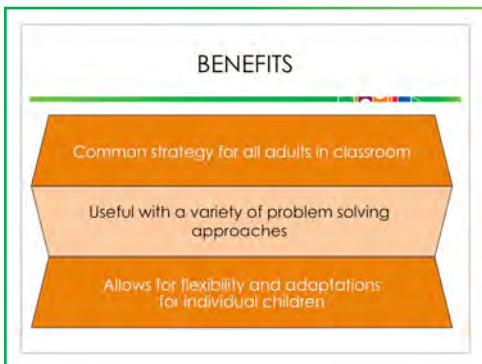 BENEFITS
Common strategy for all adults in classroom
Useful with a variety of problem solving
approaches
Allows for flexibility and adaptations
for individual children